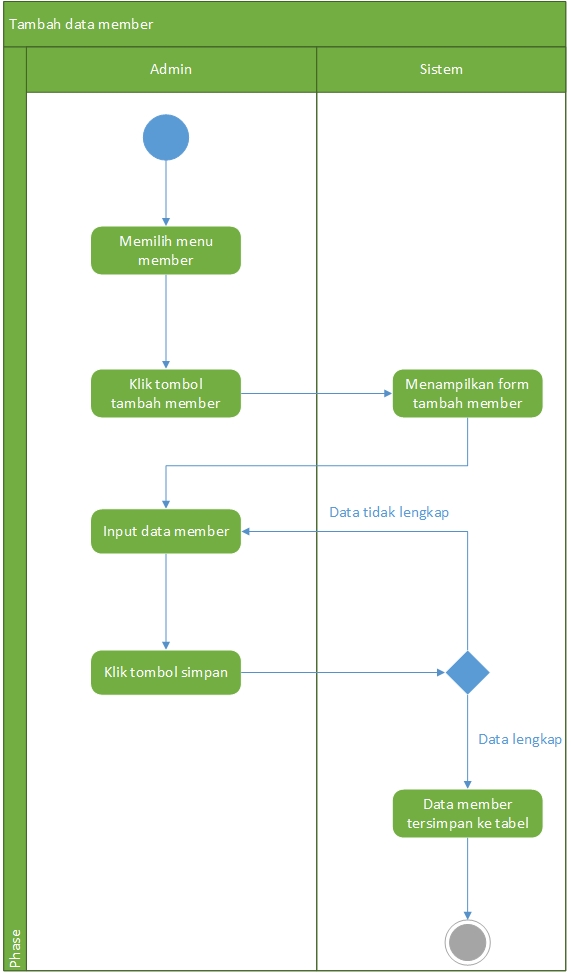 Tambah data member
Admin
Sistem
Memilih menu
member
Klik tombol
tambah member
Menampilkan form
tambah member
Data tidak lengkap
Input data member
Klik tombol simpan
Data lengkap
Data member
tersimpan ke tabel
Phase